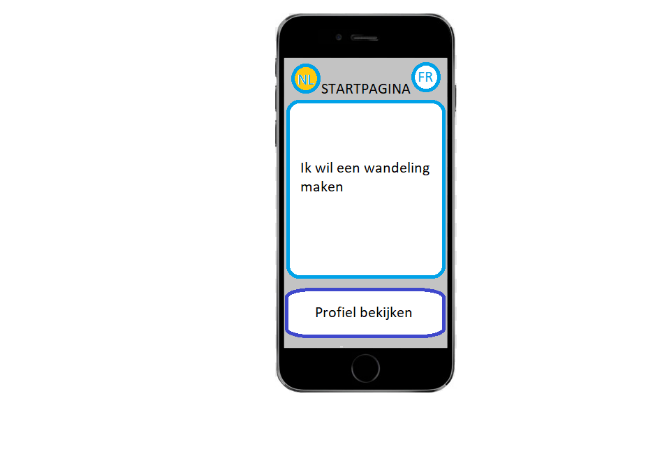 NL
FR
STARTPAGINA
Ik wil een wandeling
maken
Profiel bekijken